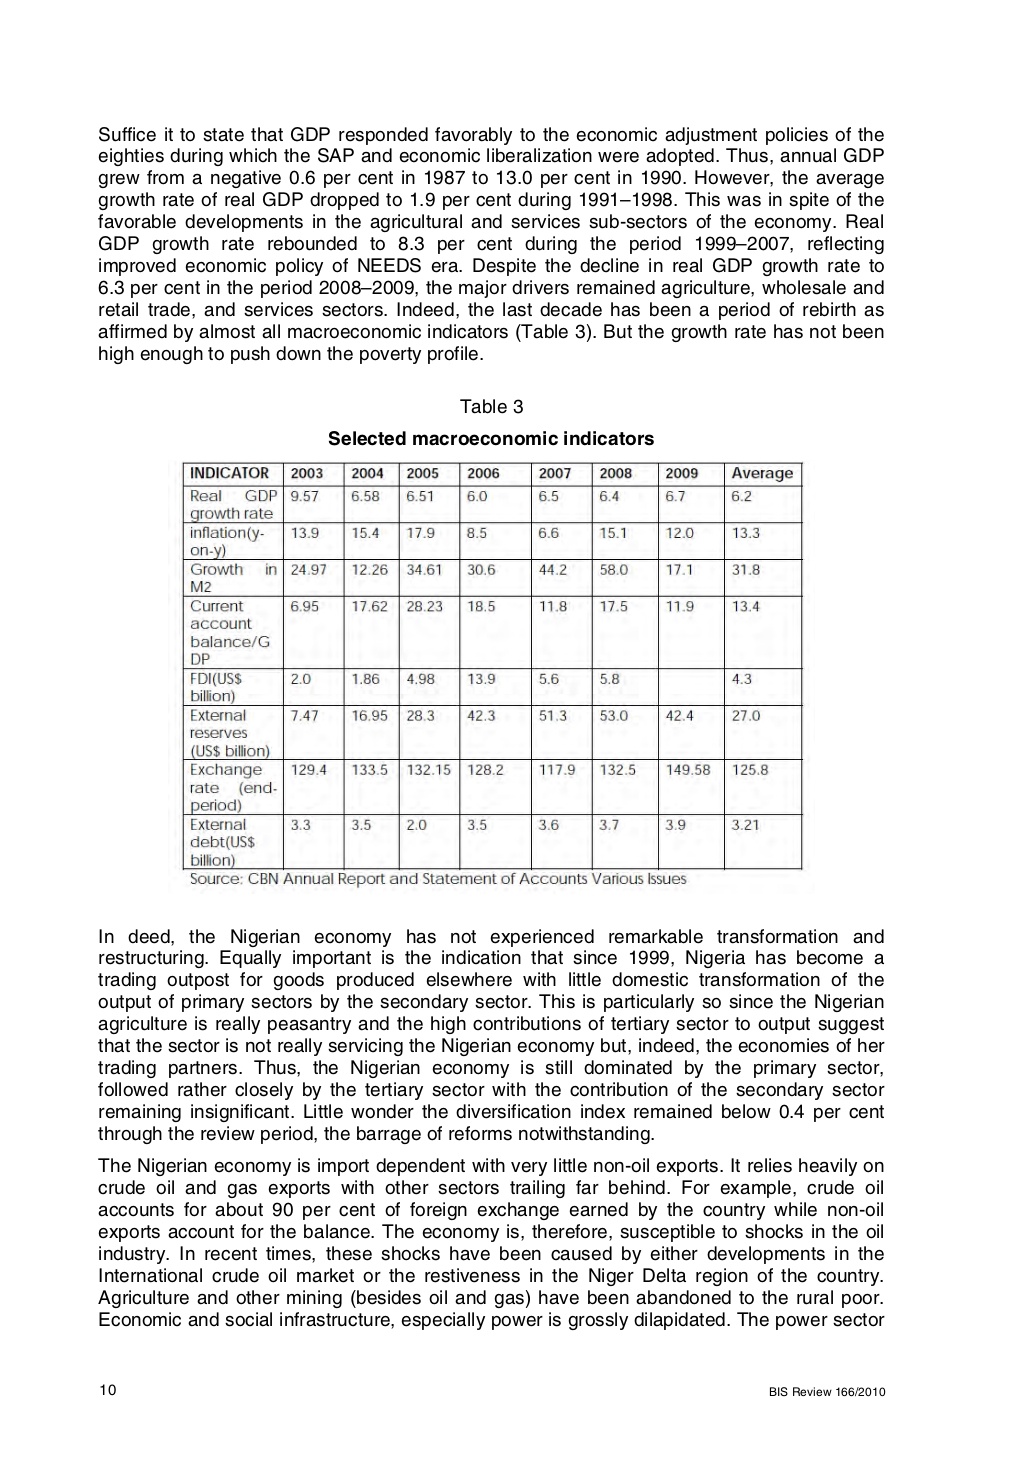 Suffice it to state that GDP responded favorably to the economic adjustment policies of the
eighties during which the SAP and economic liberalization were adopted. Thus, annual GDP
grew from a negative 0.6 per cent in 1987 to 13.0 per cent in 1990. However, the average
growth rate of real GDP dropped to 1.9 per cent during 1991–1998. This was in spite of the
favorable developments in the agricultural and services sub-sectors of the economy. Real
GDP growth rate rebounded to 8.3 per cent during the period 1999–2007, reflecting
improved economic policy of NEEDS era. Despite the decline in real GDP growth rate to
6.3 per cent in the period 2008–2009, the major drivers remained agriculture, wholesale and
retail trade, and services sectors. Indeed, the last decade has been a period of rebirth as
affirmed by almost all macroeconomic indicators (Table 3). But the growth rate has not been
high enough to push down the poverty profile.
Table 3
Selected macroeconomic indicators
INDICATOR 2003 2004 2005 2006 2007 2008 2009 Average
Real GDP 9.57 6.58 6.51 6.0 6.5 6.4 6.7 6.2
growth rate
inflation(y- 13.9 15.4 17.9 8.5 6.6 15.1 12.0 13.3
on-y)
Growth in 24.97 12.26 34.61 30.6 44.2 58.0 17.1 31.8
M2
Current 6.95 17.62 28.23 18.5 11.8 17.5 11.9 13.4
account
balance/G
DP
FDI(US$ 2.0 1.86 4.98 13.9 5.6 5.8 4.3
billion)
External 7.47 16.95 28.3 42.3 51.3 53.0 42.4 27.0
reserves
(US$ billion)
Exchange 129.4 133.5 132.15 128.2 117.9 132.5 149.58 125.8
rate (end-
period)
External 3.3 3.5 2.0 3.5 3.6 3.7 3.9 3.21
debt(US$
billion)
Source: CBN Annual Report and Statement of Accounts Various Issues
In deed, the Nigerian economy has not experienced remarkable transformation and
restructuring. Equally important is the indication that since 1999, Nigeria has become a
trading outpost for goods produced elsewhere with little domestic transformation of the
output of primary sectors by the secondary sector. This is particularly so since the Nigerian
agriculture is really peasantry and the high contributions of tertiary sector to output suggest
that the sector is not really servicing the Nigerian economy but, indeed, the economies of her
trading partners. Thus, the Nigerian economy is still dominated by the primary sector,
followed rather closely by the tertiary sector with the contribution of the secondary sector
remaining insignificant. Little wonder the diversification index remained below 0.4 per cent
through the review period, the barrage of reforms notwithstanding.
The Nigerian economy is import dependent with very little non-oil exports. It relies heavily on
crude oil and gas exports with other sectors trailing far behind. For example, crude oil
accounts for about 90 per cent of foreign exchange earned by the country while non-oil
exports account for the balance. The economy is, therefore, susceptible to shocks in the oil
industry. In recent times, these shocks have been caused by either developments in the
International crude oil market or the restiveness in the Niger Delta region of the country.
Agriculture and other mining (besides oil and gas) have been abandoned to the rural poor.
Economic and social infrastructure, especially power is grossly dilapidated. The power sector
10 BIS Review 166/2010